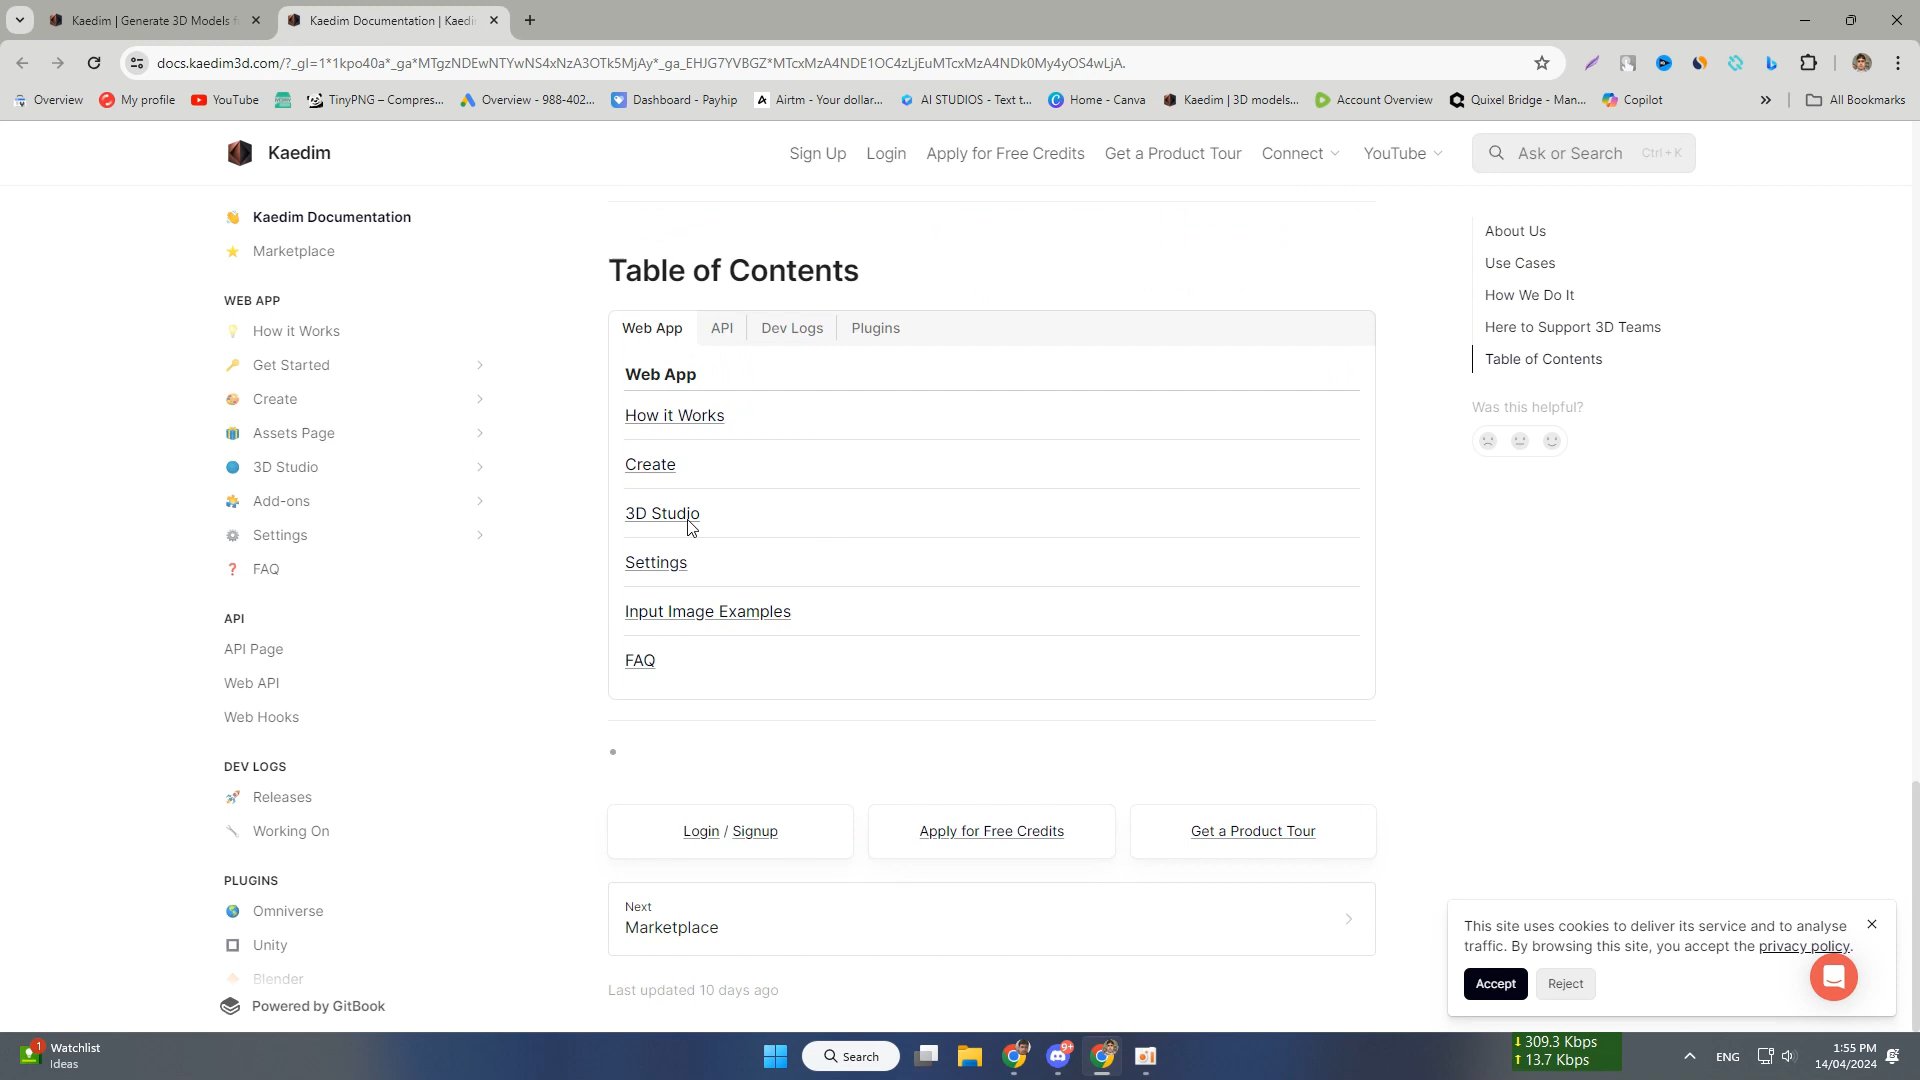 Kaedim | Generate 3D Models f
Kaedim Documentation | Kaedi
docs.kaedim3d.com/?_gl=1*1kpo40a*_ga*MTgzNDEwNTYwNS4xNzA3OTk5MjAy*_ga_EHJG7YVBGZ*MTcxMzA4NDE1OC4zLjEuMTcxMzA4NDk0My4yOS4wLjA.
Overview
My profile
YouTube
TinyPNG – Compres...
Overview - 988-402...
Dashboard - Payhip
Airtm - Your dollar...
AI STUDIOS - Text t...
Home - Canva
Kaedim | 3D models...
Account Overview
Quixel Bridge - Man...
Copilot
All Bookmarks
Kaedim
Sign Up
Login
Apply for Free Credits
Get a Product Tour
Connect
YouTube
Ask or Search
Ctrl + K
Kaedim Documentation
Marketplace
WEB APP
How it Works
Get Started
Create
Assets Page
3D Studio
Add-ons
Settings
FAQ
API
API Page
Web API
Web Hooks
DEV LOGS
Releases
Working On
PLUGINS
Omniverse
Unity
Blender
Powered by GitBook
Table of Contents
Web App
API
Dev Logs
Plugins
Web App
How it Works
Create
3D Studio
Settings
Input Image Examples
FAQ
Login / Signup
Apply for Free Credits
Get a Product Tour
Next
Marketplace
Last updated 10 days ago
About Us
Use Cases
How We Do It
Here to Support 3D Teams
Table of Contents
Was this helpful?
This site uses cookies to deliver its service and to analyse
traffic. By browsing this site, you accept the privacy policy.
Accept
Reject
1
Watchlist
Ideas
Search
9+
↓ 309.3 Kbps
↑ 13.7 Kbps
ENG
1:55 PM
14/04/2024